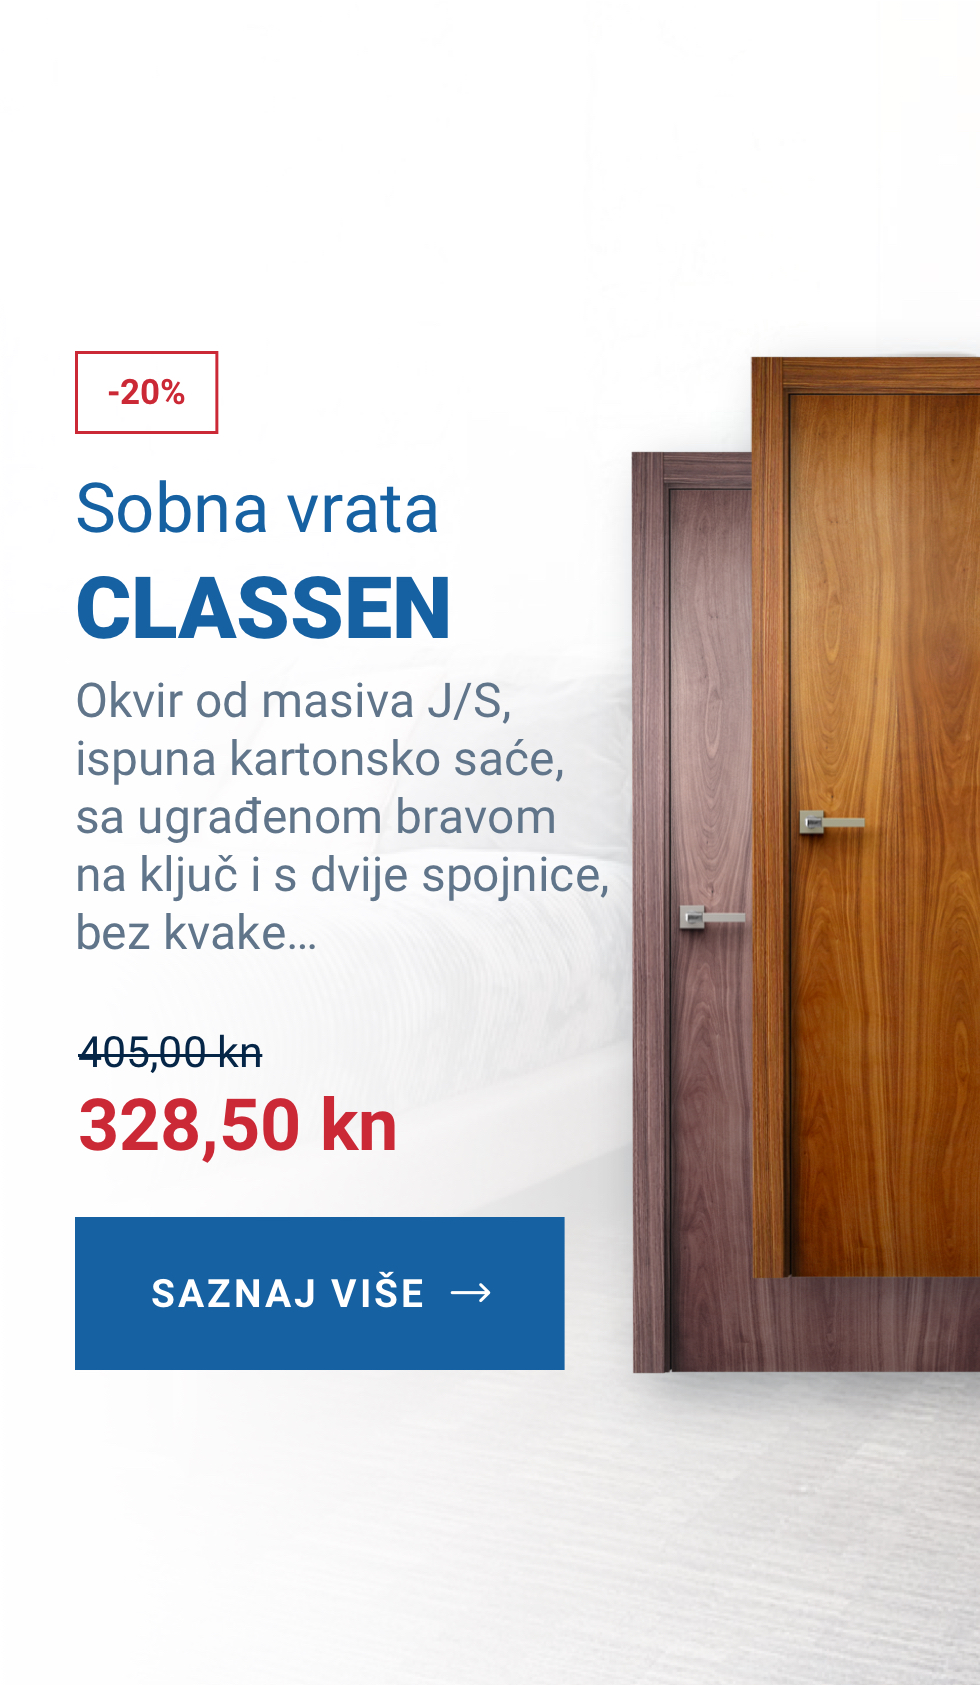 -20%
Sobna vrata
CLASSEN
Okvir od masiva J/S,
ispuna kartonsko saće,
sa ugrađenom bravom
na ključ i s dvije spojnice,
bez kvake...
405,00 kn
328,50 kn
SAZNAJ VIŠE →